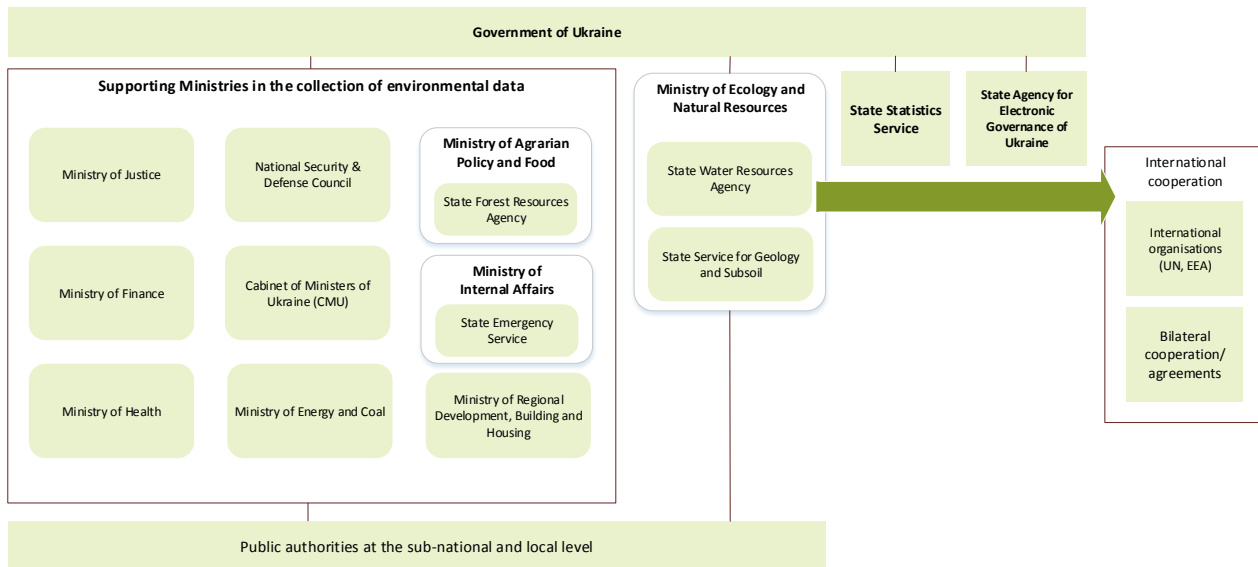 Government of Ukraine
Supporting Ministries in the collection of environmental data
Ministry of Justice
National Security &
Defense Council
Ministry of Agrarian
Policy and Food
State Forest Resources
Agency
Ministry of Finance
Cabinet of Ministers of
Ukraine (CMU)
Ministry of
Internal Affairs
State Emergency
Service
Ministry of Health
Ministry of Energy and Coal
Ministry of Regional
Development, Building and
Housing
Ministry of Ecology and
Natural Resources
State Water Resources
Agency
State Service for Geology
and Subsoil
State Statistics
Service
State Agency for
Electronic
Governance of
Ukraine
International
cooperation
International
organisations
(UN, EEA)
Bilateral
cooperation/
agreements
Public authorities at the sub-national and local level